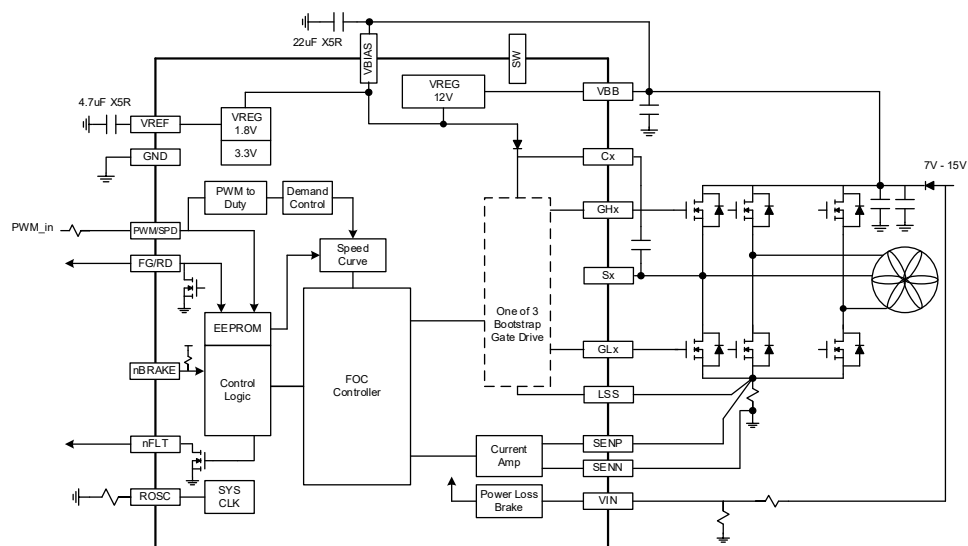 22uF X5R
VBIAS
SW
VREG
12V
VBB
4.7uF X5R
VREF
VREG
1.8V
3.3V
GND
Cx
7V - 15V
PWM to
Duty
Demand
Control
GHx
PWM_in
PWM/SPD
Speed
Curve
FG/RD
Sx
EEPROM
One of 3
Bootstrap
Gate Drive
GLx
nBRAKE
Control
Logic
FOC
Controller
LSS
nFLT
Current
Amp
SENP
SENN
ROSC
SYS
CLK
Power Loss
Brake
VIN